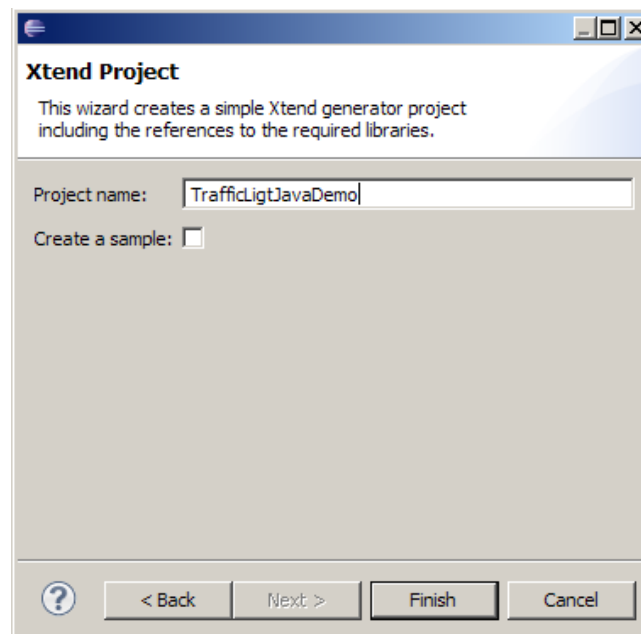 Xtend Project
This wizard creates a simple Xtend generator project
including the references to the required libraries.
Project name: TrafficLigtJavaDemo
Create a sample:
? < Back Next > Finish Cancel